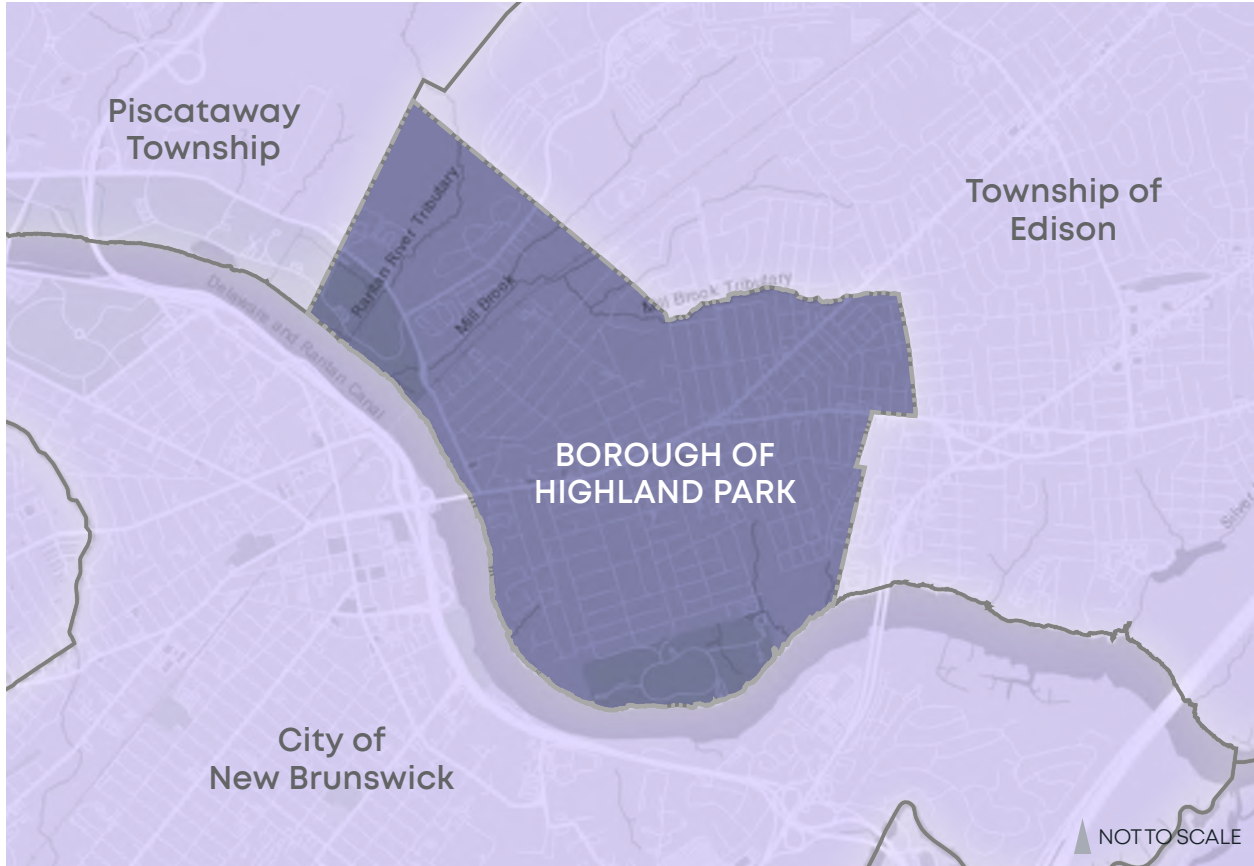 Piscataway
Township
Township of
Edison
Raritan River Tributary
Mill Brook
Mill Brook Tributary
Delaware and Raritan Canal
BOROUGH OF
HIGHLAND PARK
Silver
City of
New Brunswick
NOT TO SCALE